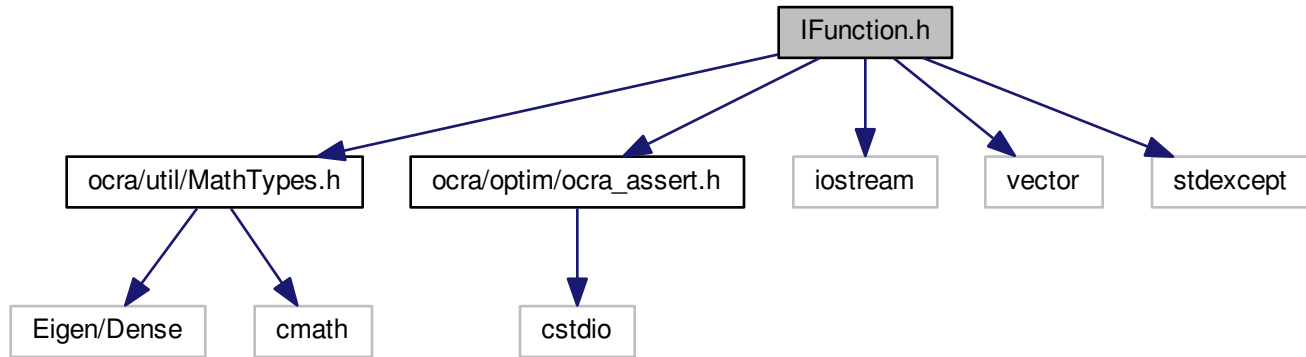 IFunction.h
ocra/util/MathTypes.h
ocra/optim/ocra_assert.h
iostream
vector
stdexcept
Eigen/Dense
cmath
cstdio